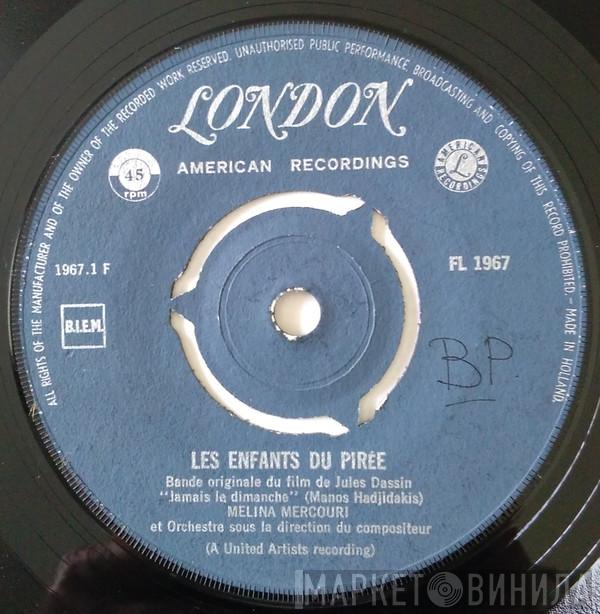 ALL RIGHTS OF THE MANUFACTURER AND OF THE OWNER OF THE RECORDED WORK RESERVED. UNAUTHORISED PUBLIC PERFORMANCE, BROADCASTING AND COPYING OF THIS RECORD PROHIBITED. – MADE IN HOLLAND.
LONDON
AMERICAN RECORDINGS
45
rpm
AMERICAN
L
RECORDINGS
1967.1 F
FL 1967
B.I.E.M.
BP.
LES ENFANTS DU PIRÉE
Bande originale du film de Jules Dassin
"Jamais le dimanche" (Manos Hadjidakis)
MELINA MERCOURI
et Orchestre sous la direction du compositeur
(A United Artists recording)
МАРКЕТ ВИНИЛА